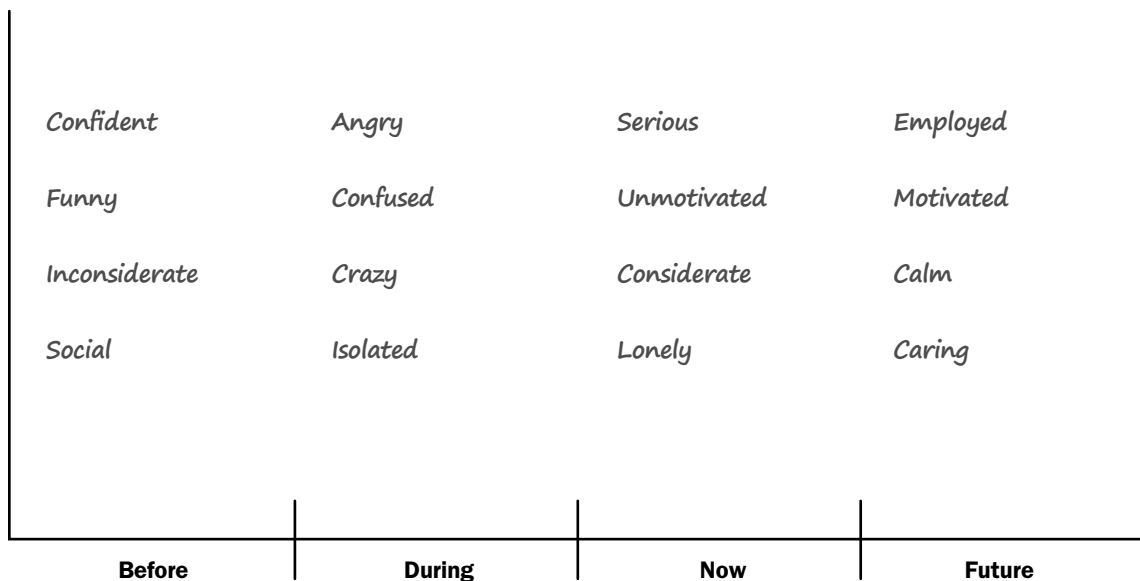 Confident Angry Serious Employed
Funny Confused Unmotivated Motivated
Inconsiderate Crazy Considerate Calm
Social Isolated Lonely Caring
Before During Now Future